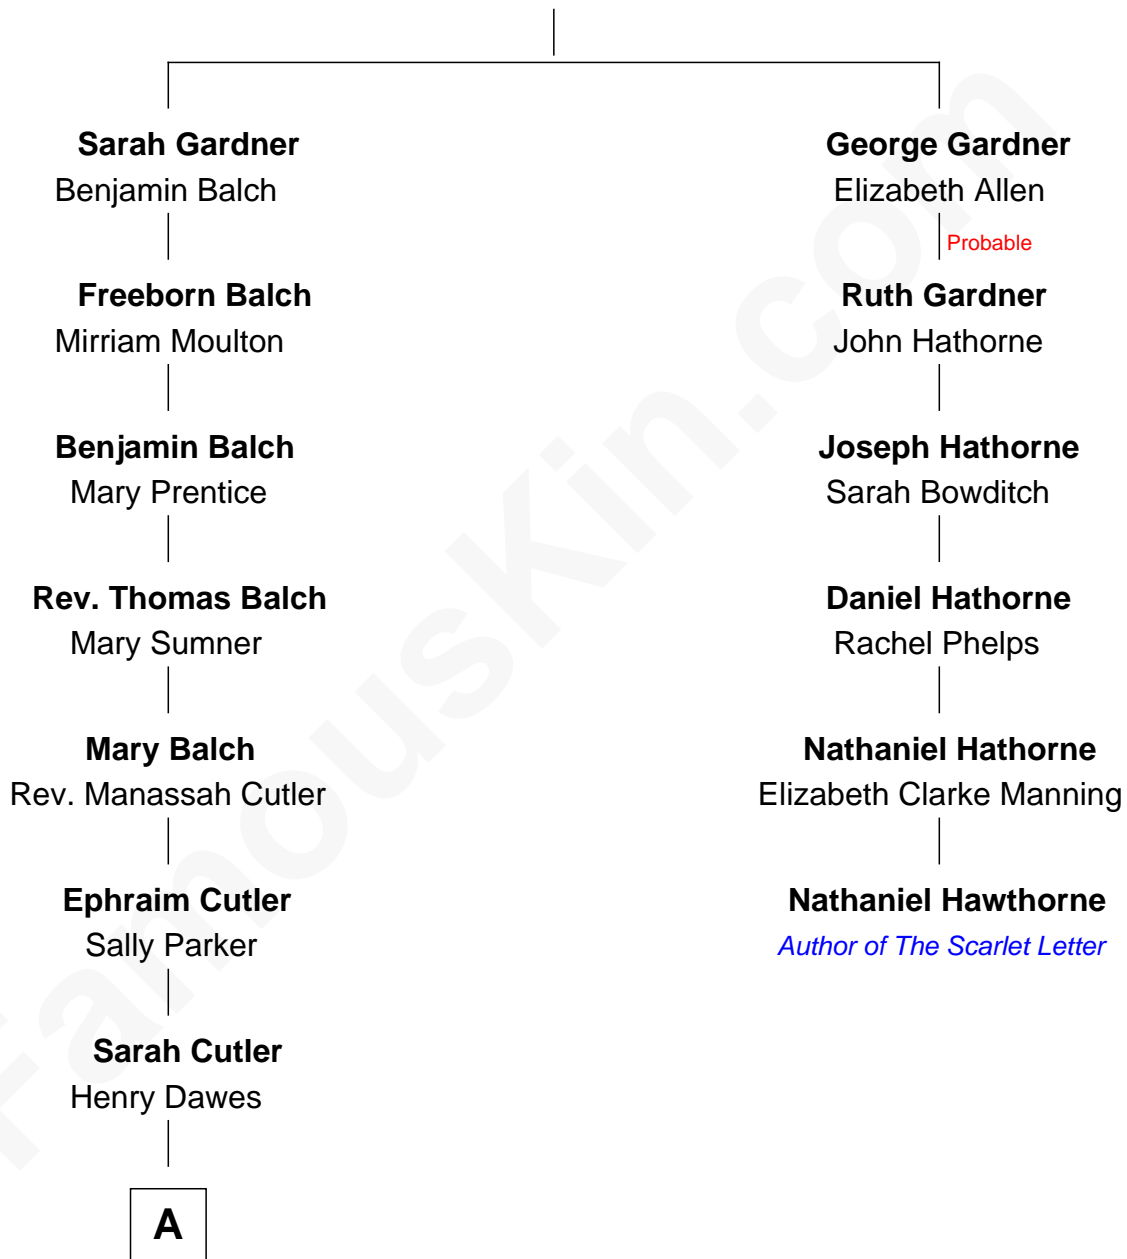 Sarah Gardner
Benjamin Balch
Freeborn Balch
Mirriam Moulton
Benjamin Balch
Mary Prentice
Rev. Thomas Balch
Mary Sumner
Mary Balch
Rev. Manassah Cutler
Ephraim Cutler
Sally Parker
Sarah Cutler
Henry Dawes
A
George Gardner
Elizabeth Allen
Probable
Ruth Gardner
John Hathorne
Joseph Hathorne
Sarah Bowditch
Daniel Hathorne
Rachel Phelps
Nathaniel Hathorne
Elizabeth Clarke Manning
Nathaniel Hawthorne
Author of The Scarlet Letter
FamousKin.com